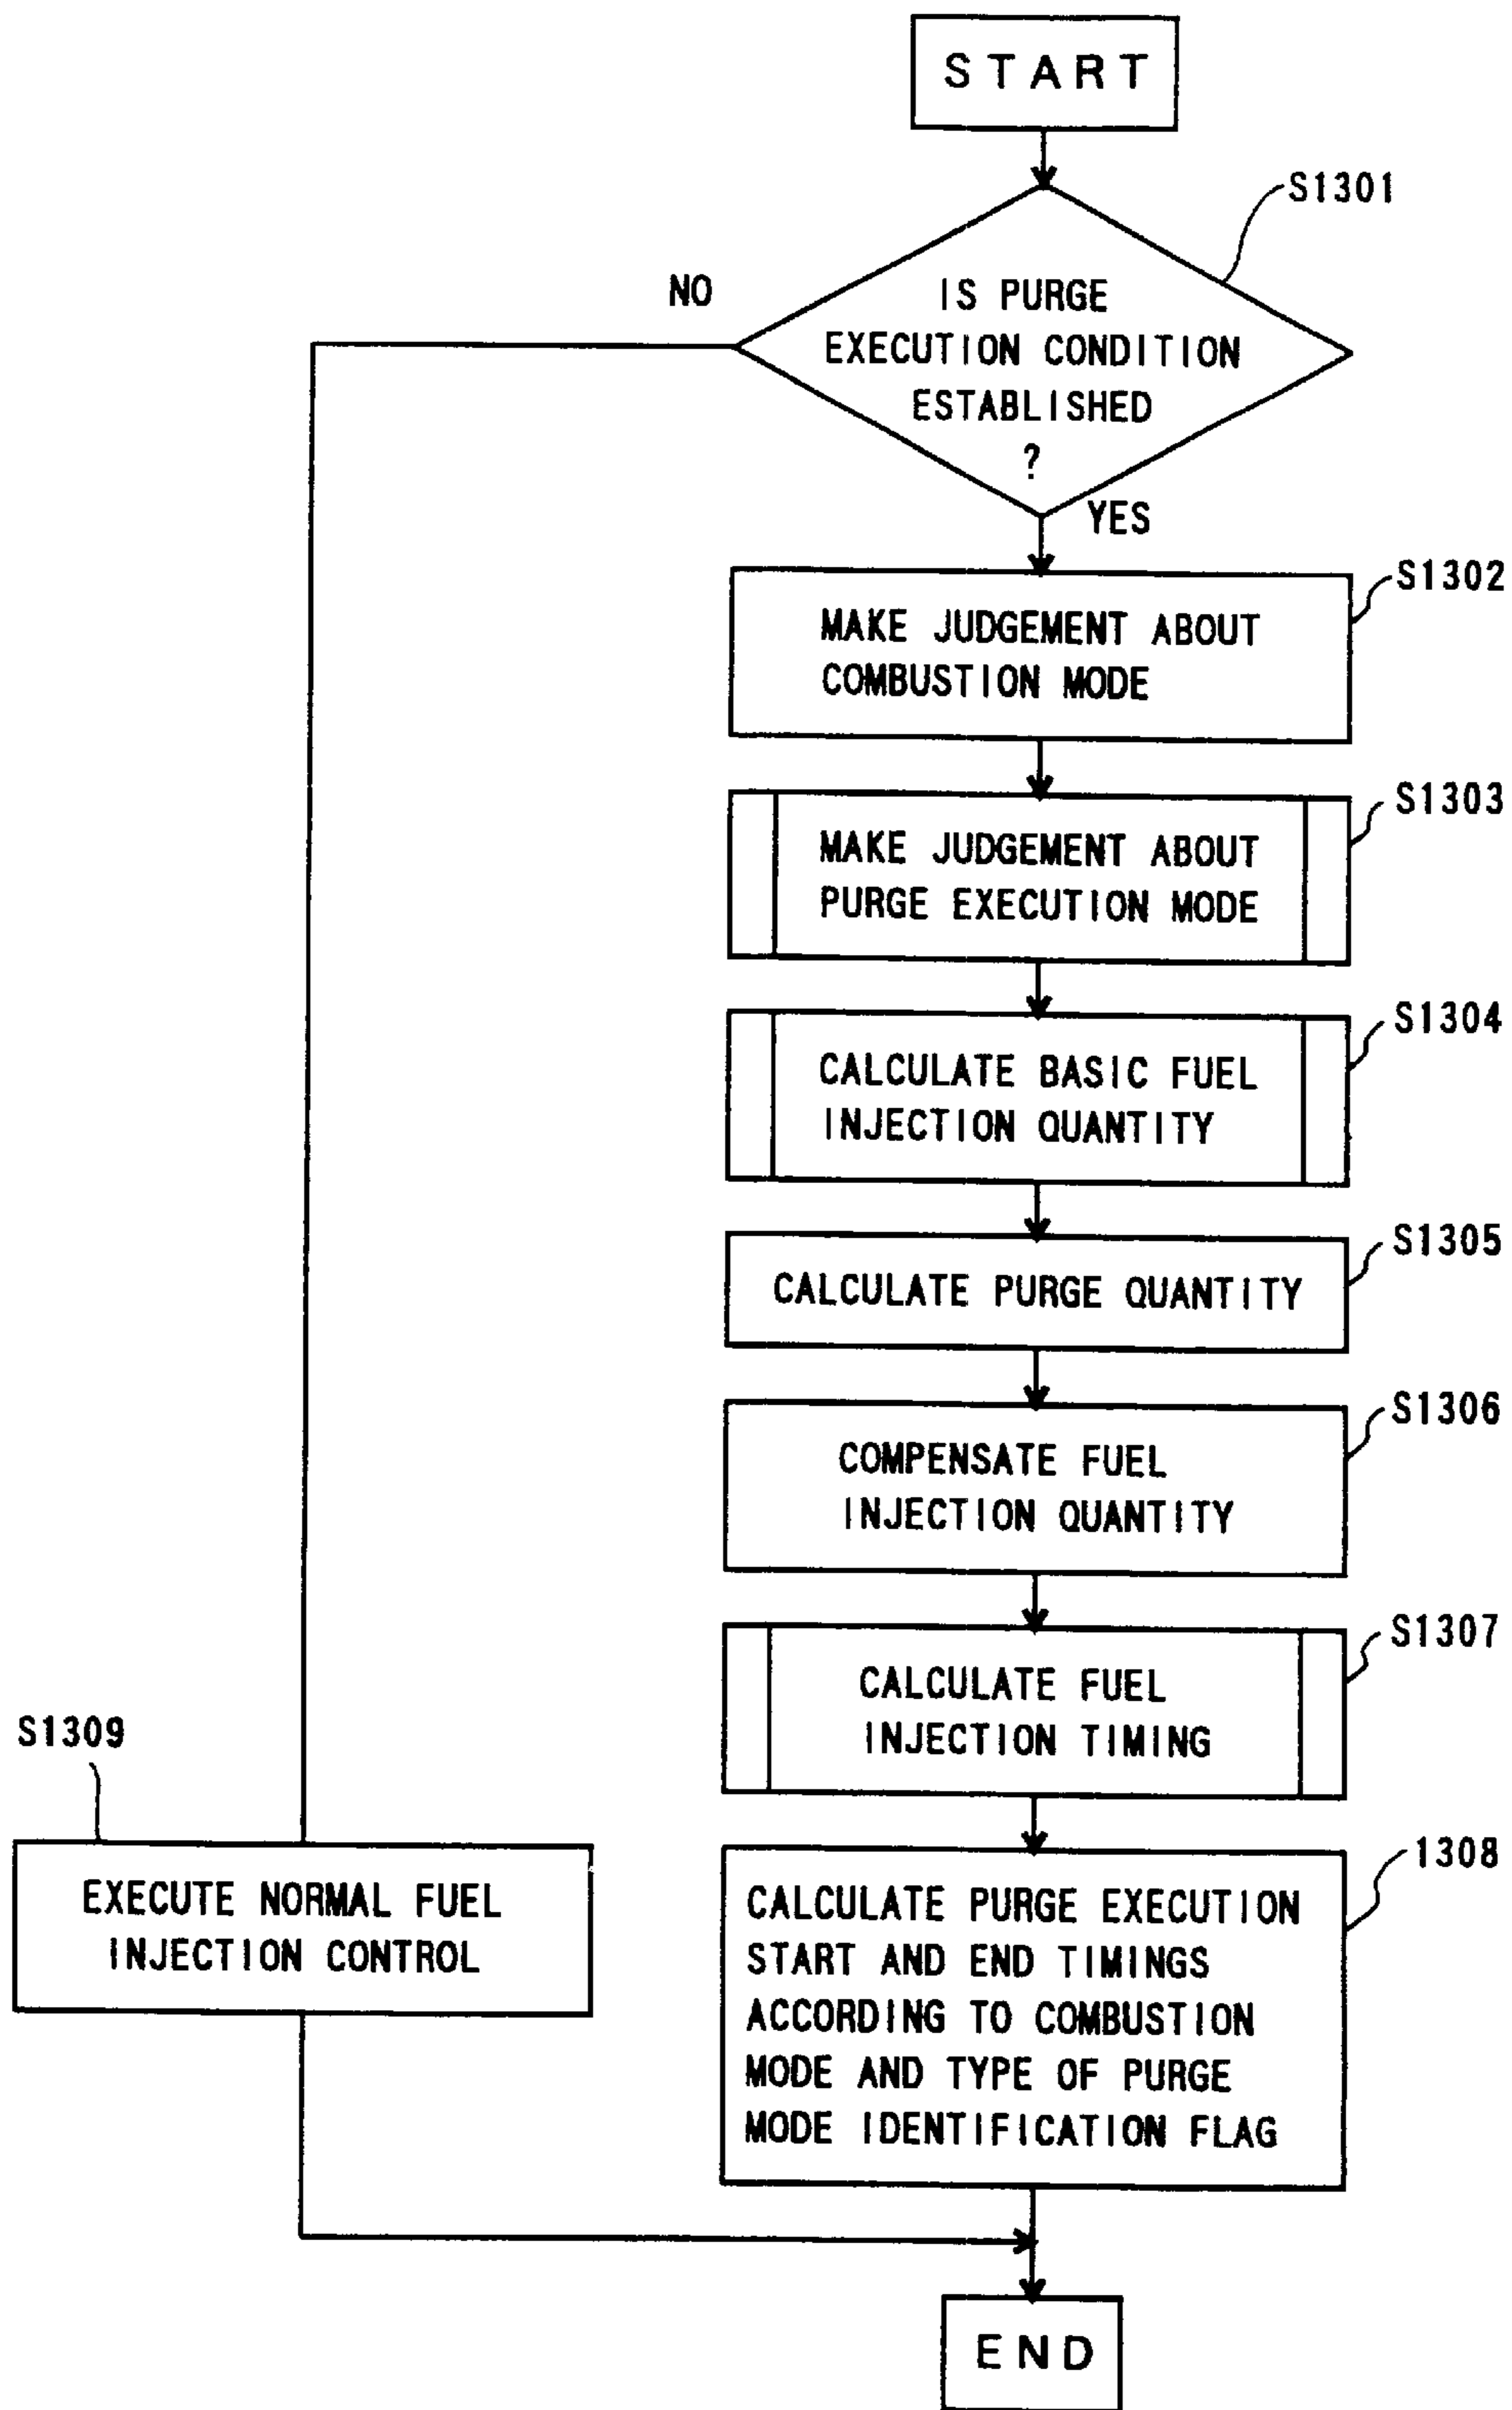 START
S1301
NO
IS PURGE
EXECUTION CONDITION
ESTABLISHED
?
YES
S1302
MAKE JUDGEMENT ABOUT
COMBUSTION MODE
S1303
MAKE JUDGEMENT ABOUT
PURGE EXECUTION MODE
S1304
CALCULATE BASIC FUEL
INJECTION QUANTITY
S1305
CALCULATE PURGE QUANTITY
S1306
COMPENSATE FUEL
INJECTION QUANTITY
S1307
CALCULATE FUEL
INJECTION TIMING
S1309
EXECUTE NORMAL FUEL
INJECTION CONTROL
1308
CALCULATE PURGE EXECUTION
START AND END TIMINGS
ACCORDING TO COMBUSTION
MODE AND TYPE OF PURGE
MODE IDENTIFICATION FLAG
END